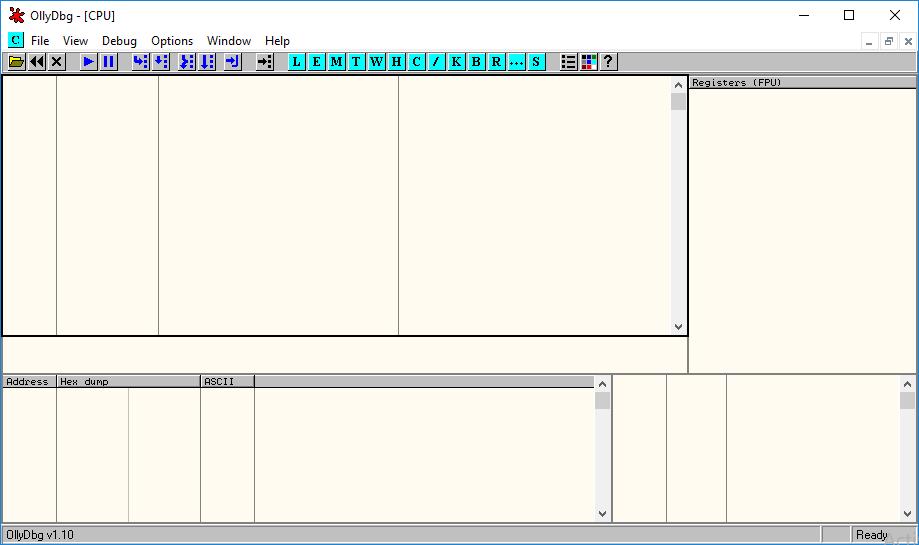 OllyDbg - [CPU]
C File View Debug Options Window Help
L E M T W H C / K B R ... S ?
Registers (FPU)
Address Hex dump ASCII
OllyDbg v1.10 Ready